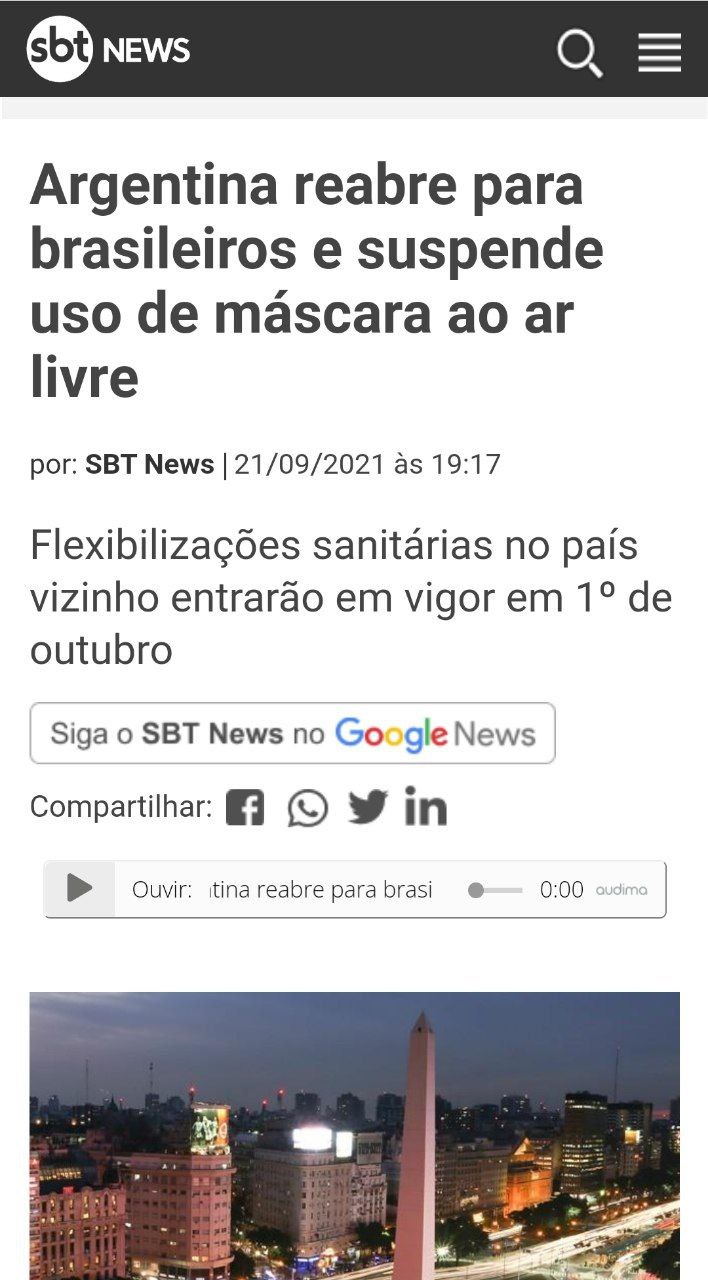 sbt NEWS
Argentina reabre para
brasileiros e suspende
uso de máscara ao ar
livre
por: SBT News | 21/09/2021 às 19:17
Flexibilizações sanitárias no país
vizinho entrarão em vigor em 1º de
outubro
Siga o SBT News no Google News
Compartilhar:
Ouvir: tina reabre para brasi 0:00 audima